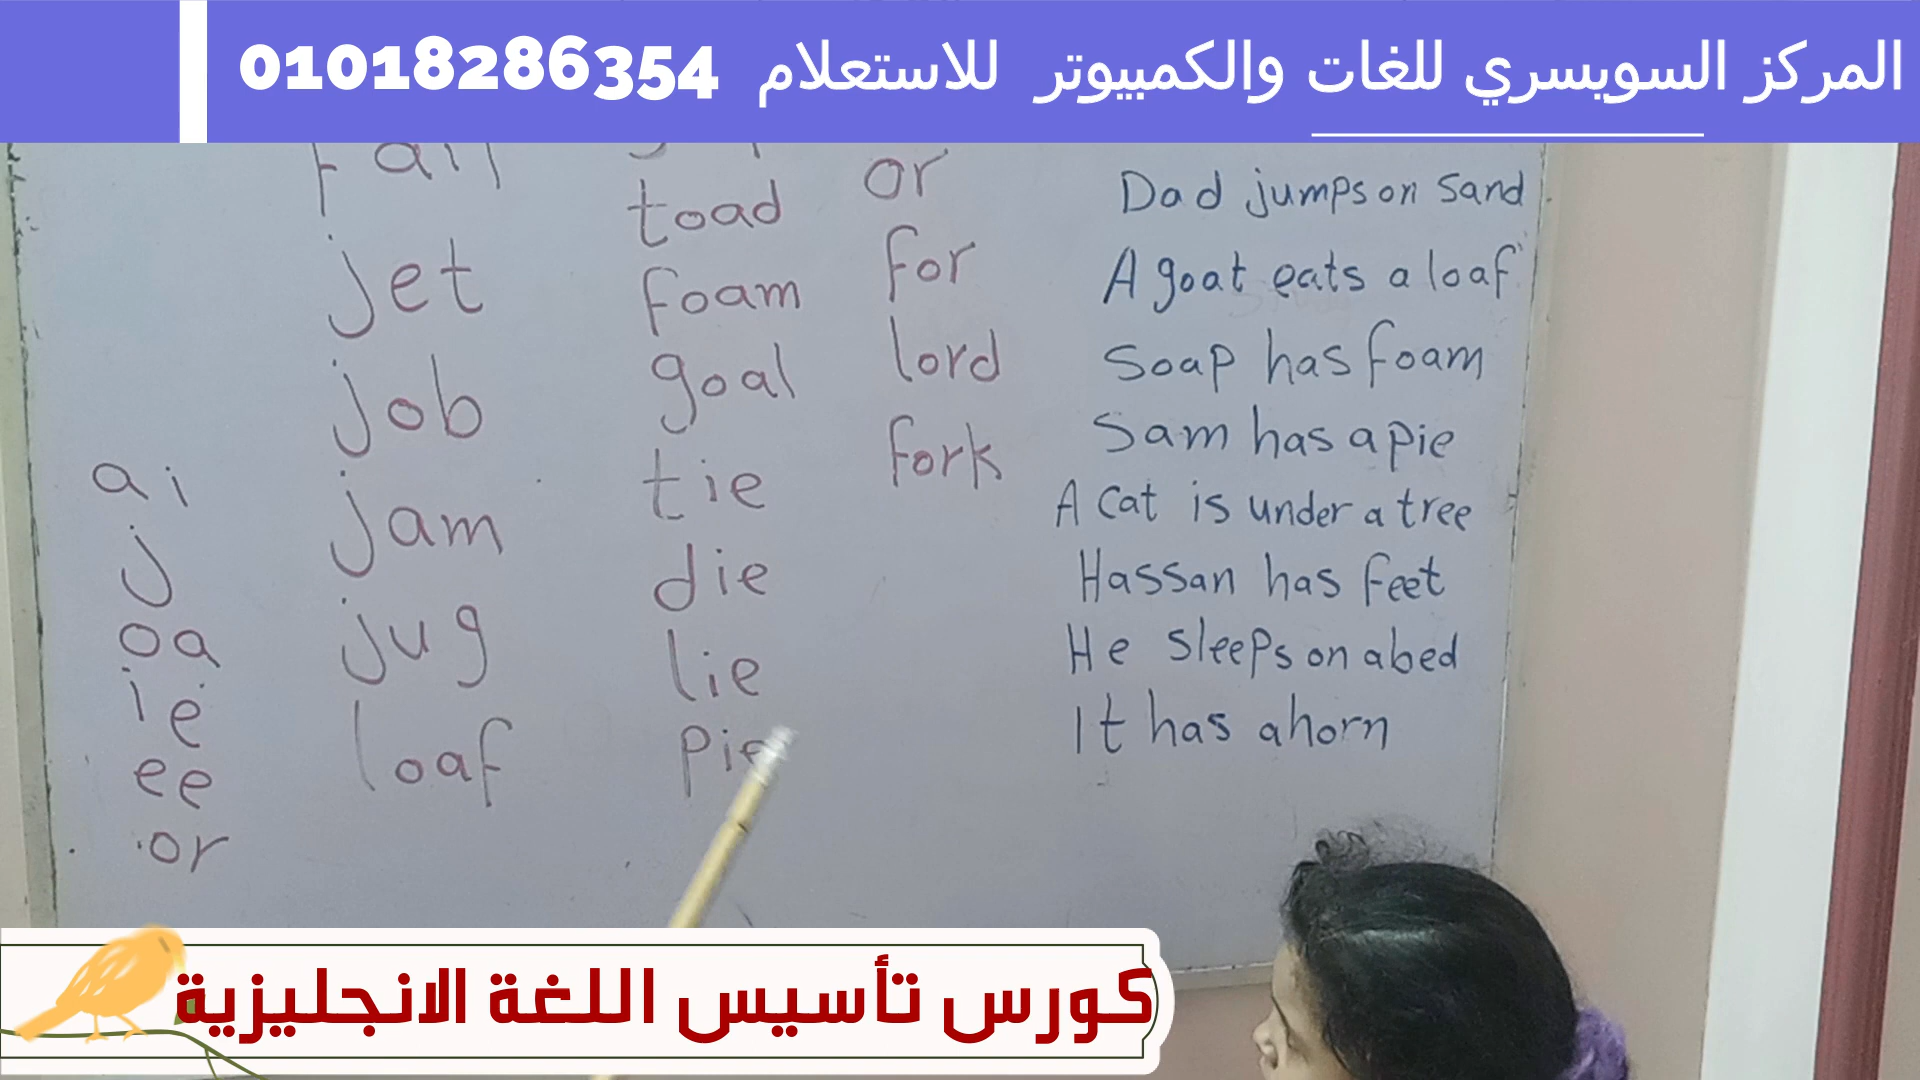 المركز السويسري للغات والكمبيوتر للاستعلام 01018286354
ai
j
oa
ie
ee
or
jet
job
jam
jug
loaf
toad
foam
goal
tie
die
lie
pie
or
for
lord
fork
Dad jumps on sand
A goat eats a loaf
Soap has foam
Sam has a pie
A cat is under a tree
Hassan has feet
He sleeps on a bed
It has a horn
كورس تأسيس اللغة الانجليزية